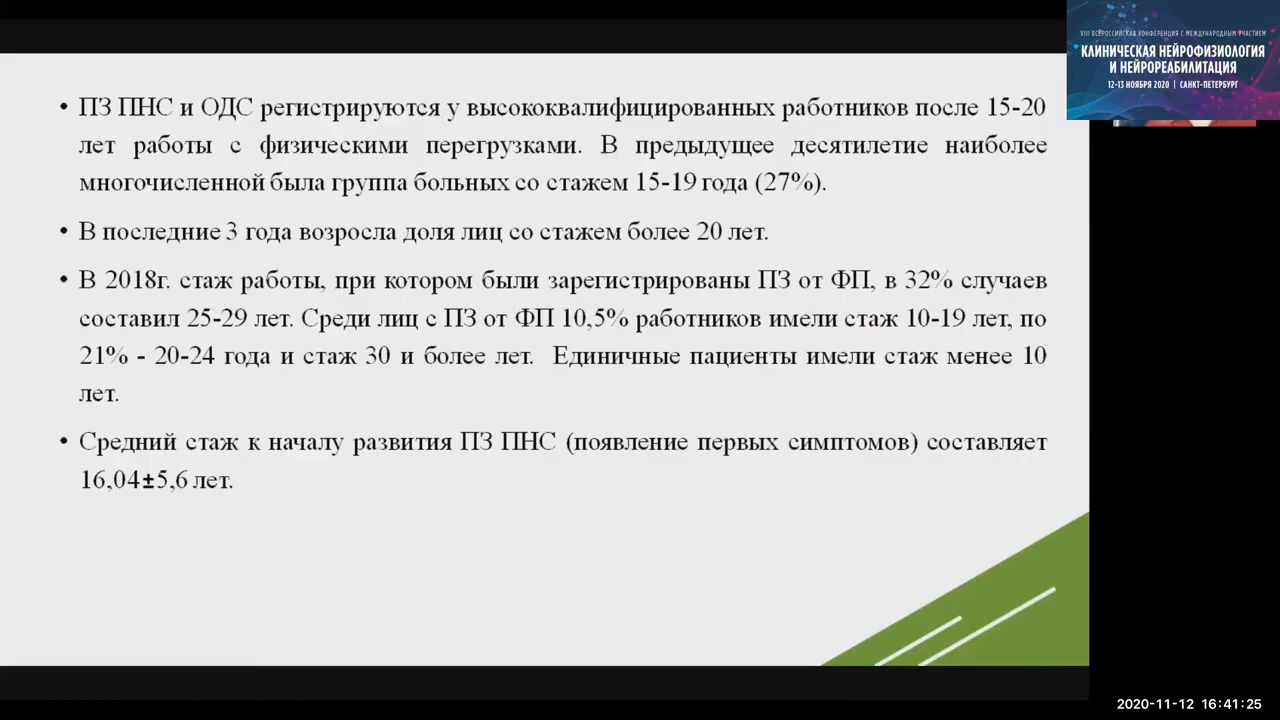 VIII ВСЕРОССИЙСКАЯ КОНФЕРЕНЦИЯ С МЕЖДУНАРОДНЫМ УЧАСТИЕМ
КЛИНИЧЕСКАЯ НЕЙРОФИЗИОЛОГИЯ
И НЕЙРОРЕАБИЛИТАЦИЯ
12-13 НОЯБРЯ 2020 | САНКТ-ПЕТЕРБУРГ
• ПЗ ПНС и ОДС регистрируются у высококвалифицированных работников после 15-20
лет работы с физическими перегрузками. В предыдущее десятилетие наиболее
многочисленной была группа больных со стажем 15-19 года (27%).
• В последние 3 года возросла доля лиц со стажем более 20 лет.
• В 2018г. стаж работы, при котором были зарегистрированы ПЗ от ФП, в 32% случаев
составил 25-29 лет. Среди лиц с ПЗ от ФП 10,5% работников имели стаж 10-19 лет, по
21% - 20-24 года и стаж 30 и более лет. Единичные пациенты имели стаж менее 10
лет.
• Средний стаж к началу развития ПЗ ПНС (появление первых симптомов) составляет
16,04±5,6 лет.
2020-11-12 16:41:25